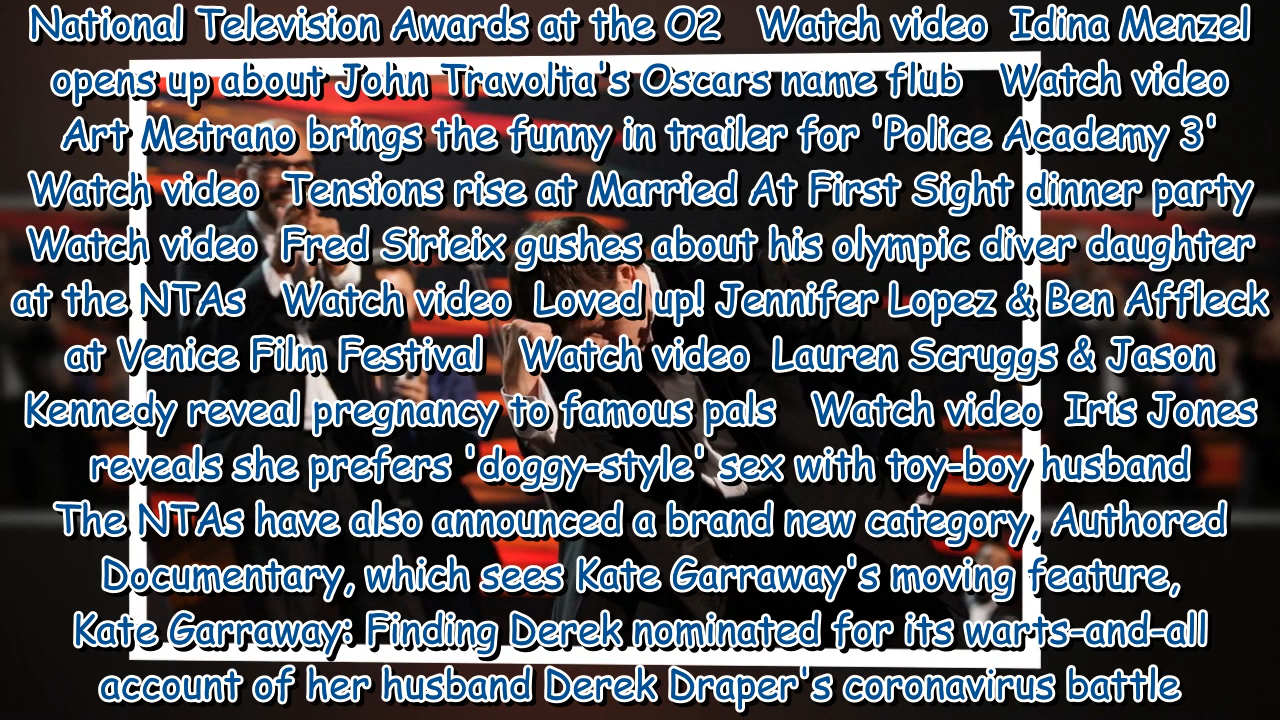 National Television Awards at the O2 Watch video Idina Menzel
opens up about John Travolta's Oscars name flub Watch video
Art Metrano brings the funny in trailer for 'Police Academy 3'
Watch video Tensions rise at Married At First Sight dinner party
Watch video Fred Sirieix gushes about his olympic diver daughter
at the NTAs Watch video Loved up! Jennifer Lopez & Ben Affleck
at Venice Film Festival Watch video Lauren Scruggs & Jason
Kennedy reveal pregnancy to famous pals Watch video Iris Jones
reveals she prefers 'doggy-style' sex with toy-boy husband
The NTAs have also announced a brand new category, Authored
Documentary, which sees Kate Garraway's moving feature,
Kate Garraway: Finding Derek nominated for its warts-and-all
account of her husband Derek Draper's coronavirus battle